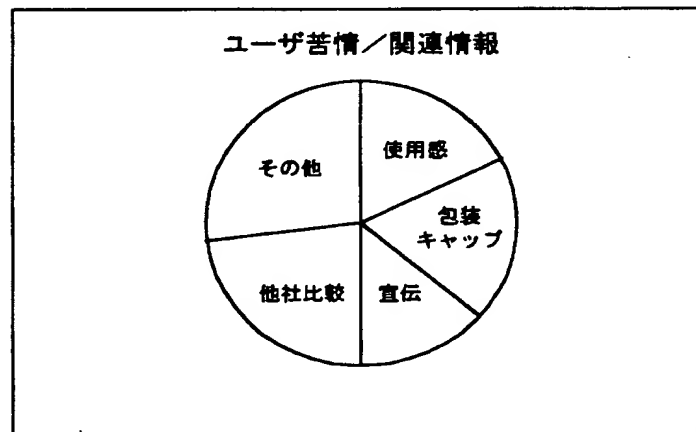 ユーザ苦情／関連情報
使用感
包装
キャップ
宣伝
他社比較
その他